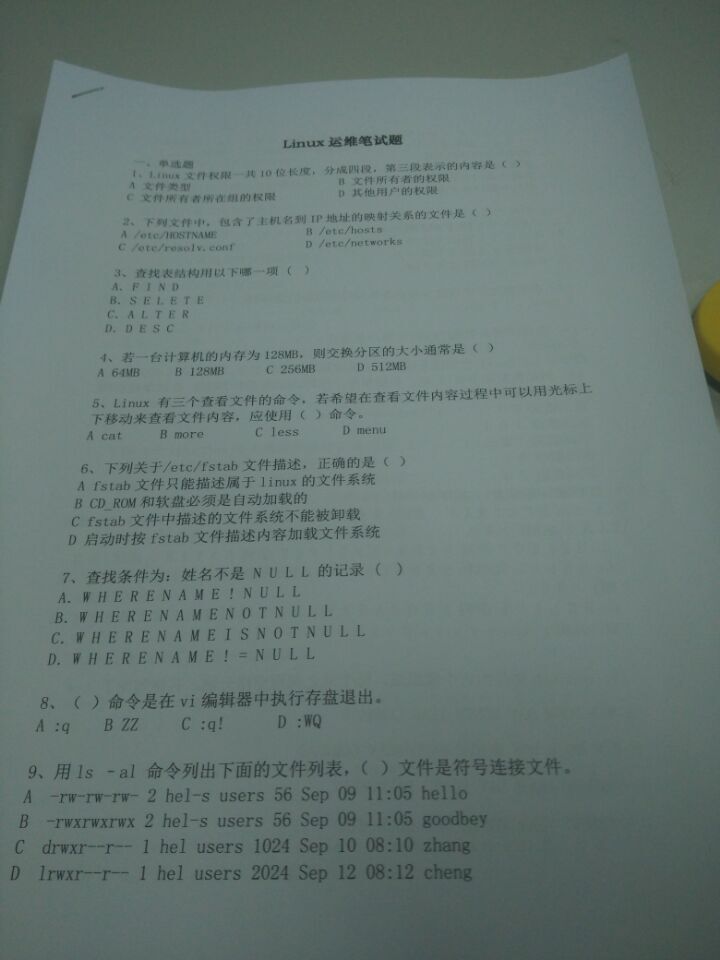 Linux 运维笔试题
一、单选题
1、Linux 文件权限一共 10 位长度，分成四段，第三段表示的内容是（ ）
A 文件类型 B 文件所有者的权限
C 文件所有者所在组的权限 D 其他用户的权限
2、下列文件中，包含了主机名到 IP 地址的映射关系的文件是（ ）
A /etc/HOSTNAME B /etc/hosts
C /etc/resolv.conf D /etc/networks
3、查找表结构用以下哪一项（ ）
A．F I N D
B．S E L E T E
C．A L T E R
D．D E S C
4、若一台计算机的内存为 128MB，则交换分区的大小通常是（ ）
A 64MB B 128MB C 256MB D 512MB
5、Linux 有三个查看文件的命令，若希望在查看文件内容过程中可以用光标上
下移动来查看文件内容，应使用（ ）命令。
A cat B more C less D menu
6、下列关于/etc/fstab 文件描述，正确的是（ ）
A fstab 文件只能描述属于 linux 的文件系统
B CD_ROM 和软盘必须是自动加载的
C fstab 文件中描述的文件系统不能被卸载
D 启动时按 fstab 文件描述内容加载文件系统
7、查找条件为：姓名不是 N U L L 的记录（ ）
A．W H E R E N A M E ! N U L L
B．W H E R E N A M E N O T N U L L
C．W H E R E N A M E I S N O T N U L L
D．W H E R E N A M E ! = N U L L
8、（ ）命令是在 vi 编辑器中执行存盘退出。
A :q B ZZ C :q! D :WQ
9、用 ls –al 命令列出下面的文件列表，（ ）文件是符号连接文件。
A -rw-rw-rw- 2 hel-s users 56 Sep 09 11:05 hello
B -rwxrwxrwx 2 hel-s users 56 Sep 09 11:05 goodbey
C drwxr--r-- 1 hel users 1024 Sep 10 08:10 zhang
D lrwxr--r-- 1 hel users 2024 Sep 12 08:12 cheng